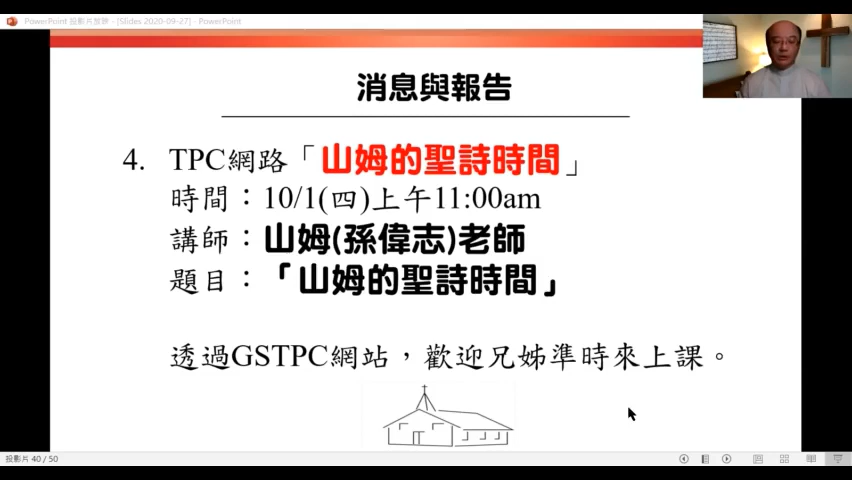 PowerPoint 投影片放映 - [Slides 2020-09-27] - PowerPoint
消息與報告
4. TPC網路「山姆的聖詩時間」
時間：10/1(四)上午11:00am
講師：山姆(孫偉志)老師
題目：「山姆的聖詩時間」
透過GSTPC網站，歡迎兄姊準時來上課。
投影片 40 / 50